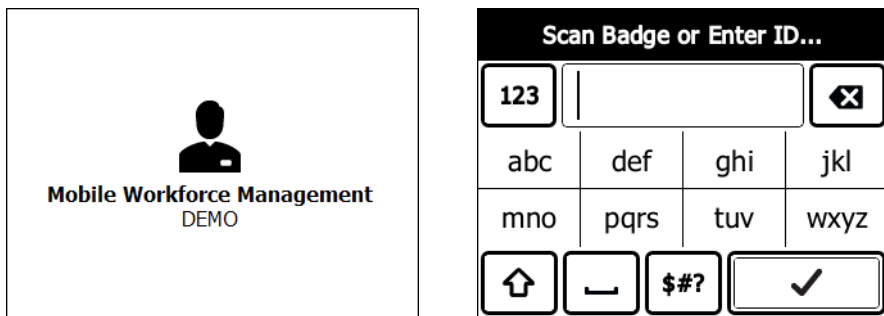 Mobile Workforce Management
DEMO
Scan Badge or Enter ID...
123
abc def ghi jkl
mno pqrs tuv wxyz
$#?